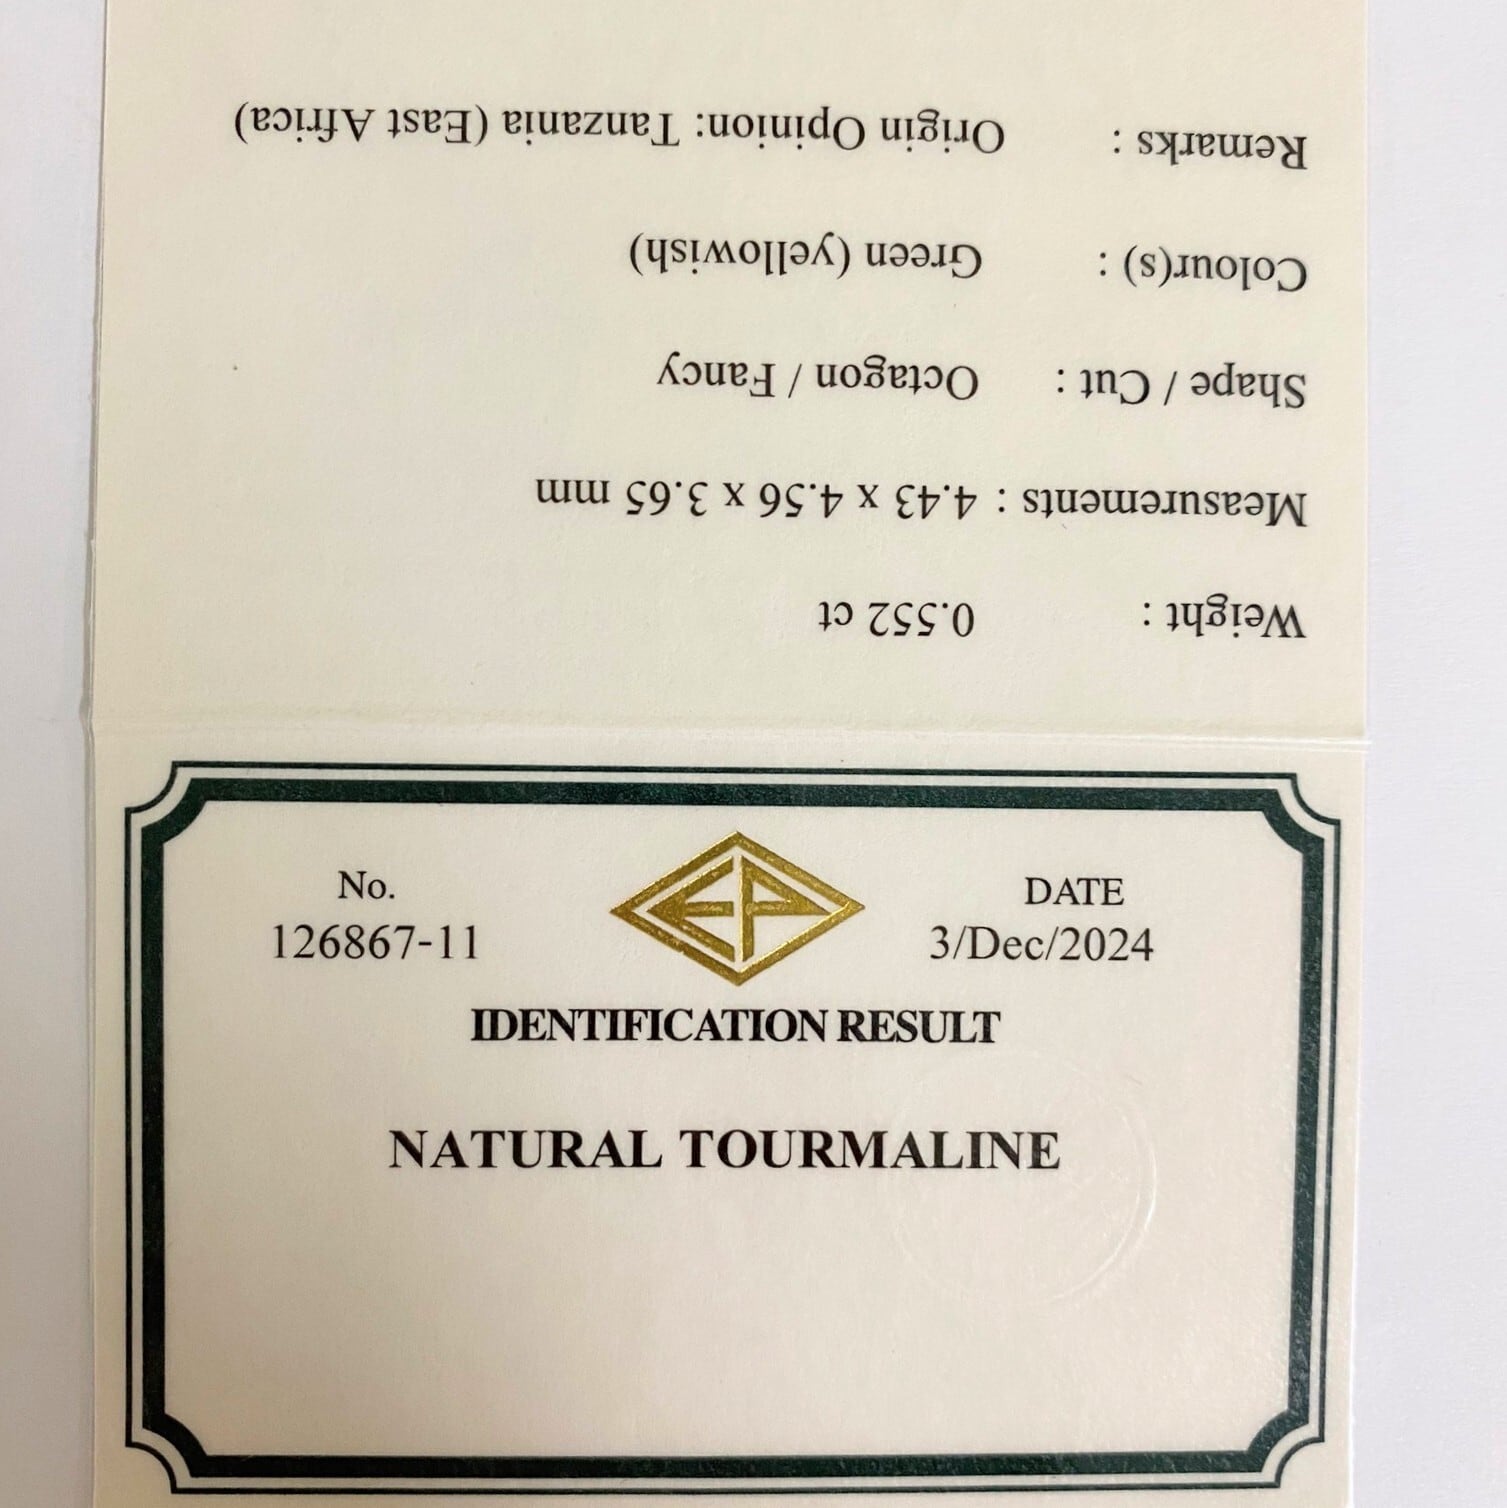 Weight : 0.552 ct
Measurements : 4.43 x 4.56 x 3.65 mm
Shape / Cut : Octagon / Fancy
Colour(s) : Green (yellowish)
Remarks : Origin Opinion: Tanzania (East Africa)
No.
126867-11
EP
DATE
3/Dec/2024
IDENTIFICATION RESULT
NATURAL TOURMALINE